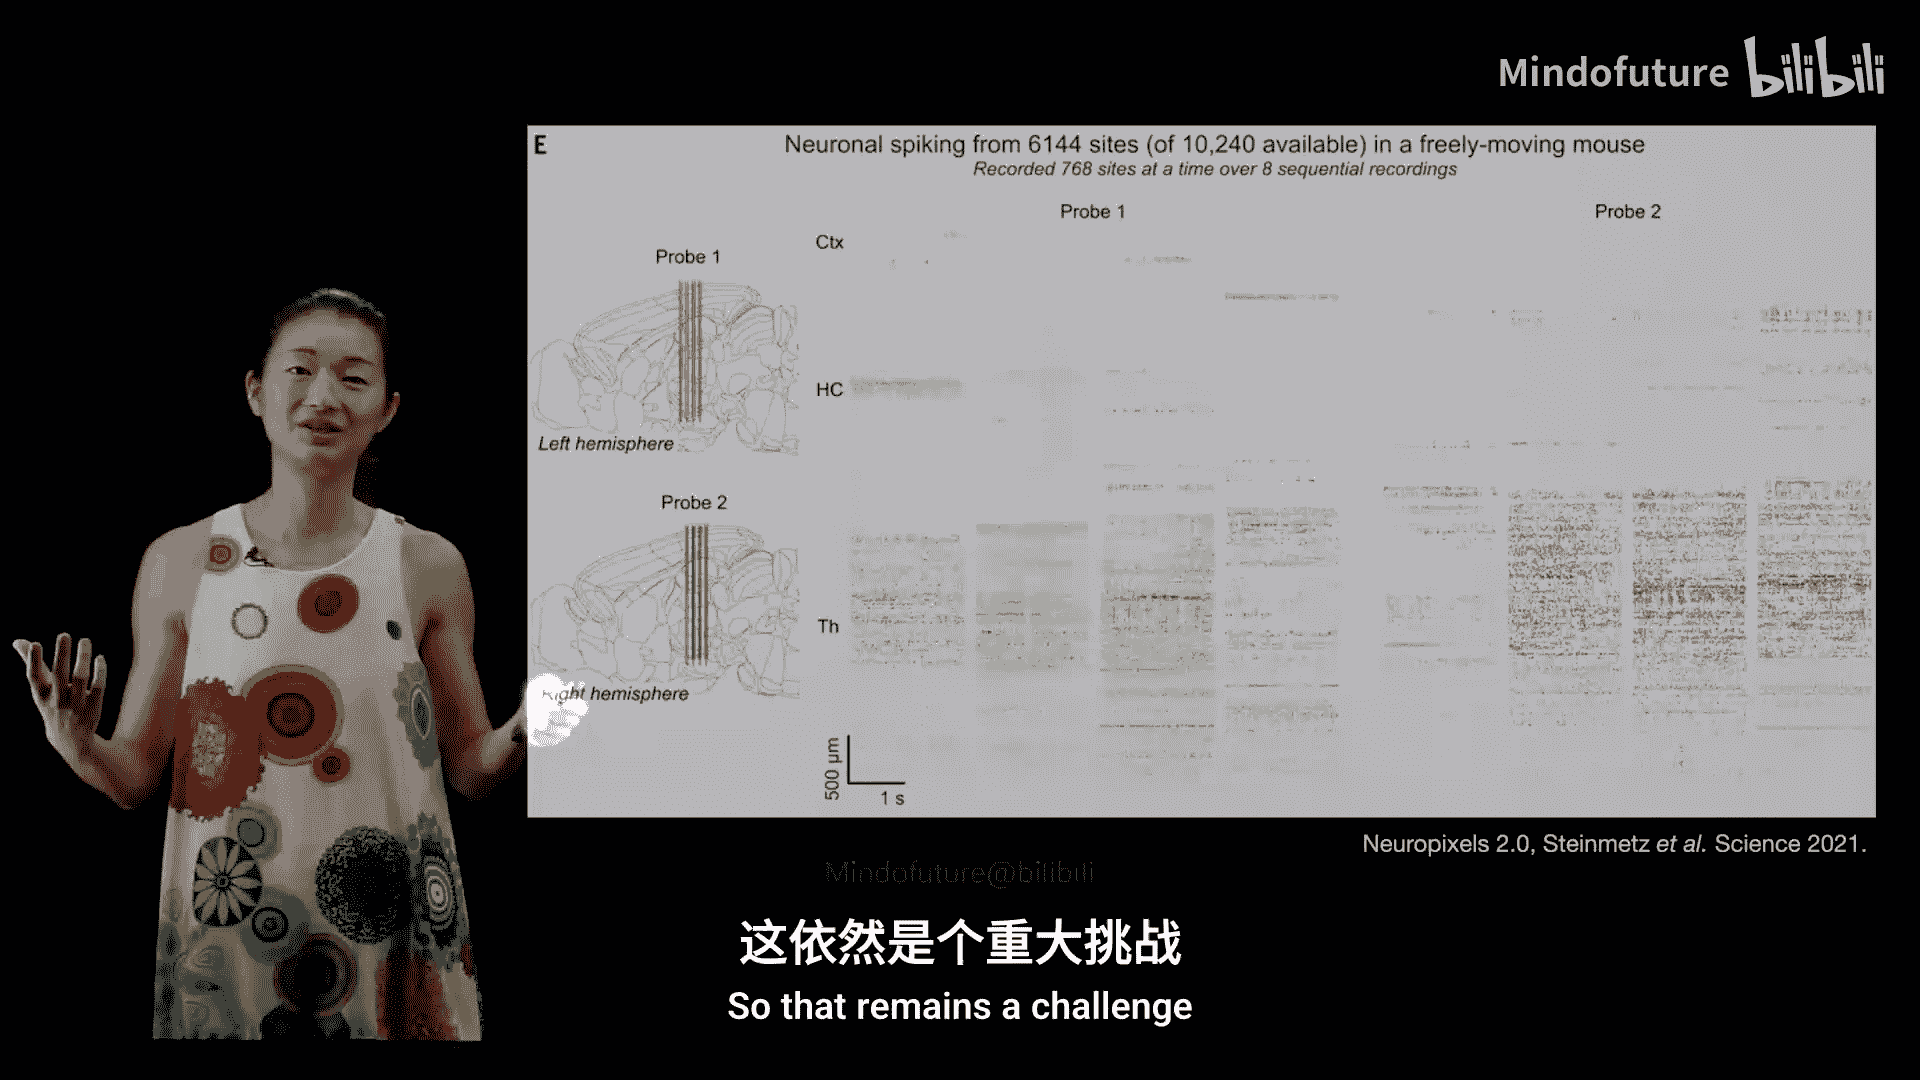 Mindofuture bilibili
E
Neuronal spiking from 6144 sites (of 10,240 available) in a freely-moving mouse
Recorded 768 sites at a time over 8 sequential recordings
Probe 1
Probe 2
Ctx
Probe 1
HC
Left hemisphere
Probe 2
Th
Right hemisphere
500 μm
1 s
Neuropixels 2.0, Steinmetz et al. Science 2021.
Mindofuture@bilibili
这依然是个重大挑战
So that remains a challenge